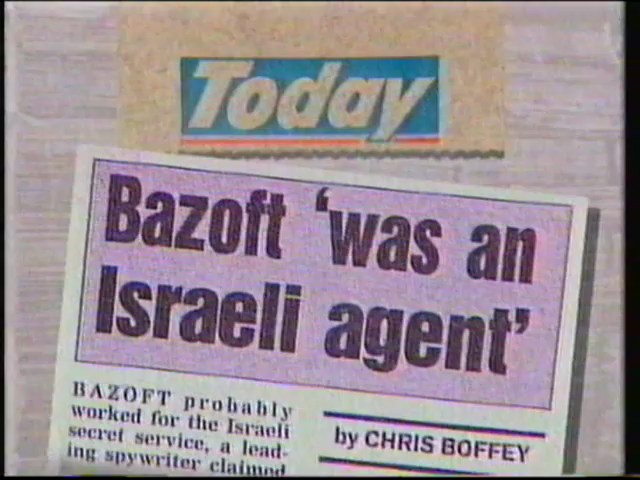 Today
Bazoft ‘was an
Israeli agent’
BAZOFT probably
worked for the Israeli
secret service, a lead-
ing spywriter claimed
by CHRIS BOFFEY